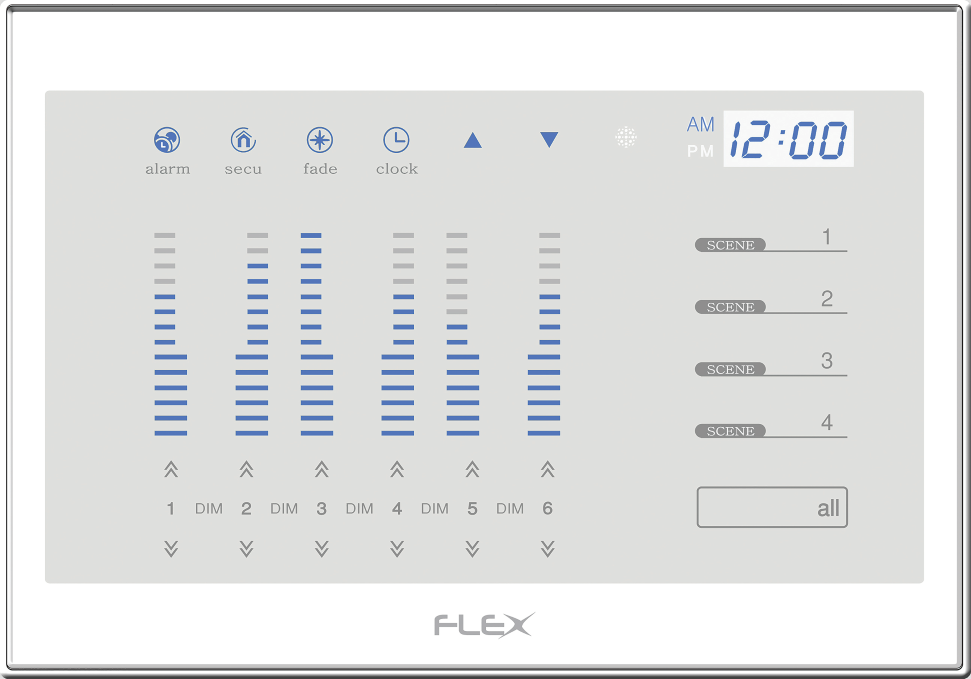 AM
PM
12:00
alarm secu fade clock
SCENE 1
SCENE 2
SCENE 3
SCENE 4
1 DIM 2 DIM 3 DIM 4 DIM 5 DIM 6
all
FLEX